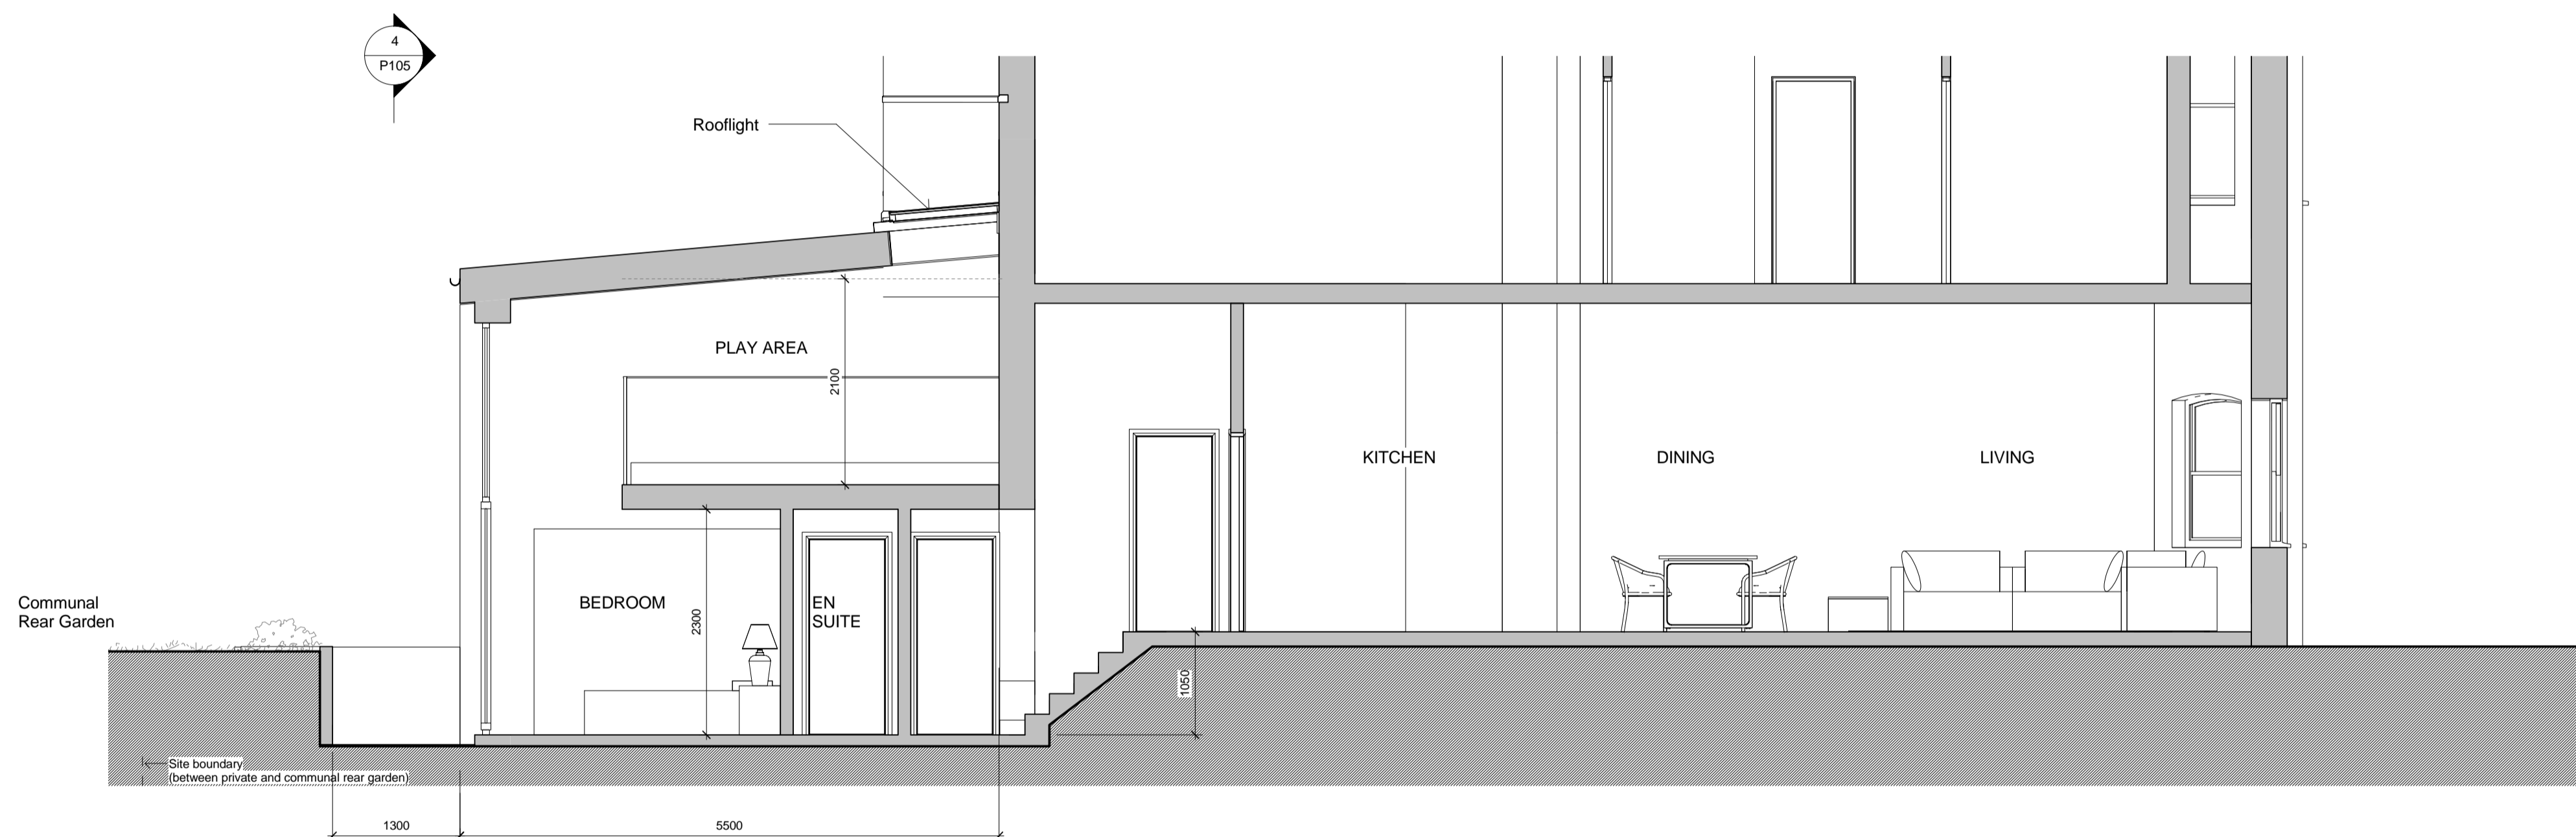 4
P105
Rooflight
PLAY AREA
2100
KITCHEN
DINING
LIVING
Communal
Rear Garden
BEDROOM
2300
EN
SUITE
1050
Site boundary
(between private and communal rear garden)
1300
5500